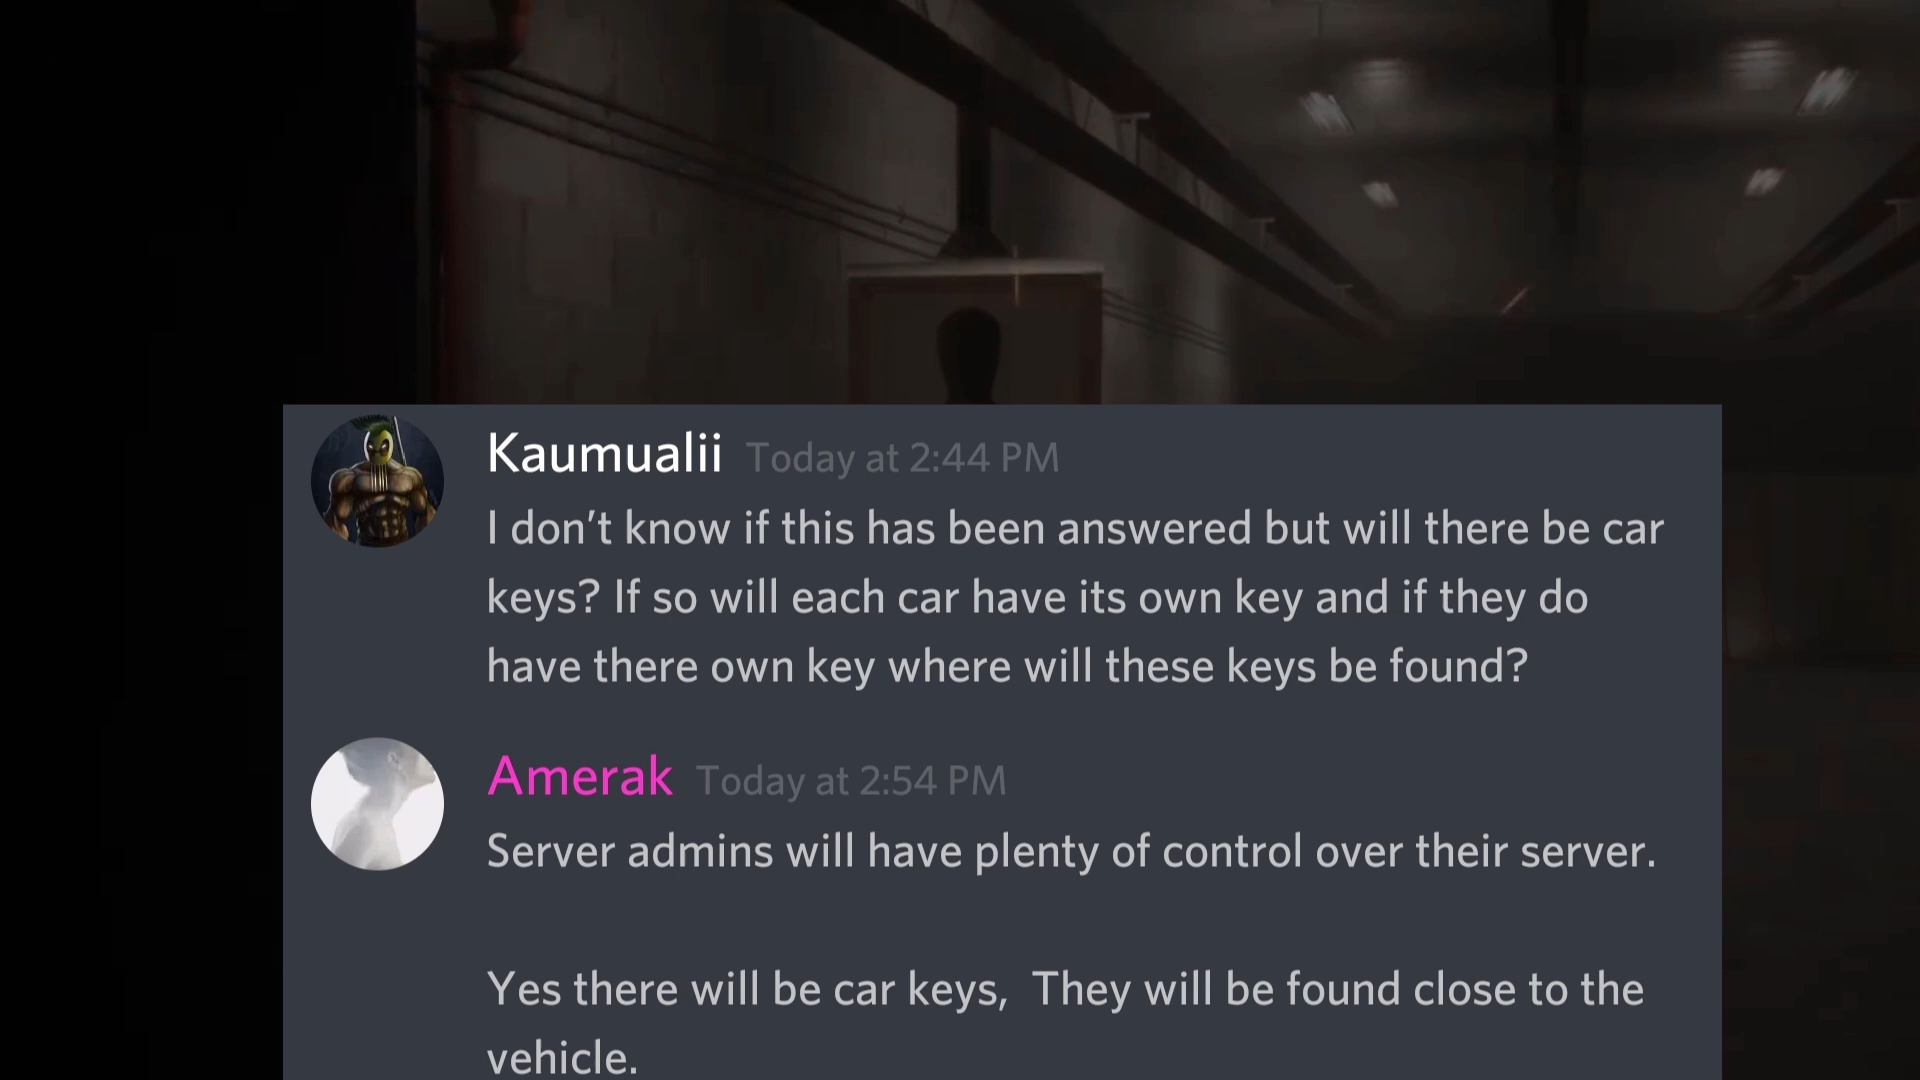 Kaumualii Today at 2:44 PM
I don’t know if this has been answered but will there be car
keys? If so will each car have its own key and if they do
have there own key where will these keys be found?
Amerak Today at 2:54 PM
Server admins will have plenty of control over their server.
Yes there will be car keys,  They will be found close to the
vehicle.